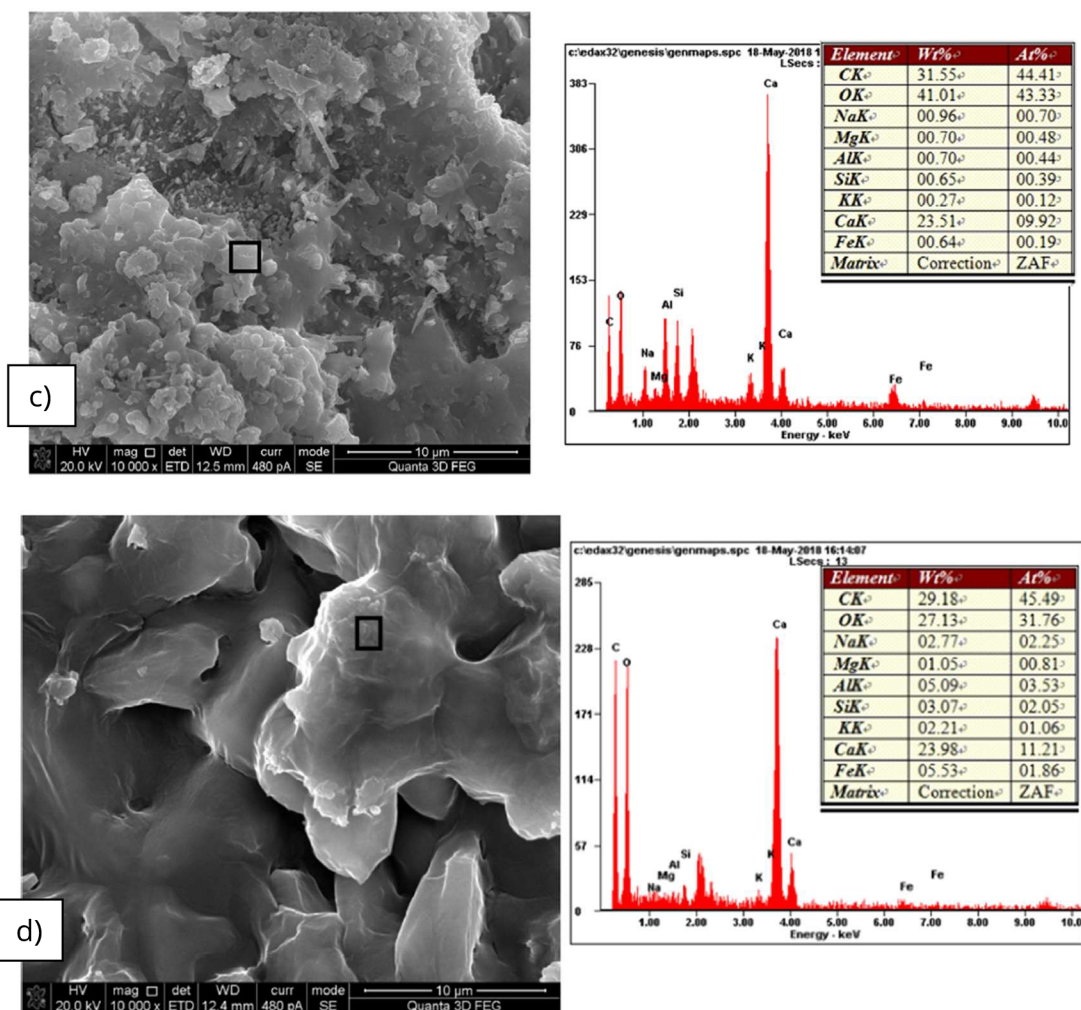 c:\edax32\genesis\genmaps.spc 18-May-2018 1
LSecs :
Element Wt% At%
CK 31.55 44.41
OK 41.01 43.33
NaK 00.96 00.70
MgK 00.70 00.48
AlK 00.70 00.44
SiK 00.65 00.39
KK 00.27 00.12
CaK 23.51 09.92
FeK 00.64 00.19
Matrix Correction ZAF
383
306
229
153
76
0
C
O
Na
Mg
Al
Si
K
K
Ca
Ca
Fe
Fe
1.00 2.00 3.00 4.00 5.00 6.00 7.00 8.00 9.00 10.0
Energy - keV
c)
HV mag det WD curr mode
20.0 kV 10 000 x ETD 12.5 mm 480 pA SE
10 µm
Quanta 3D FEG
c:\edax32\genesis\genmaps.spc 18-May-2018 16:14:07
LSecs : 13
Element Wt% At%
CK 29.18 45.49
OK 27.13 31.76
NaK 02.77 02.25
MgK 01.05 00.81
AlK 05.09 03.53
SiK 03.07 02.05
KK 02.21 01.06
CaK 23.98 11.21
FeK 05.53 01.86
Matrix Correction ZAF
285
228
171
114
57
0
C
O
Na
Mg
Al
Si
K
K
Ca
Ca
Fe
Fe
1.00 2.00 3.00 4.00 5.00 6.00 7.00 8.00 9.00 10.0
Energy - keV
d)
HV mag det WD curr mode
20.0 kV 10 000 x ETD 12.4 mm 480 pA SE
10 µm
Quanta 3D FEG